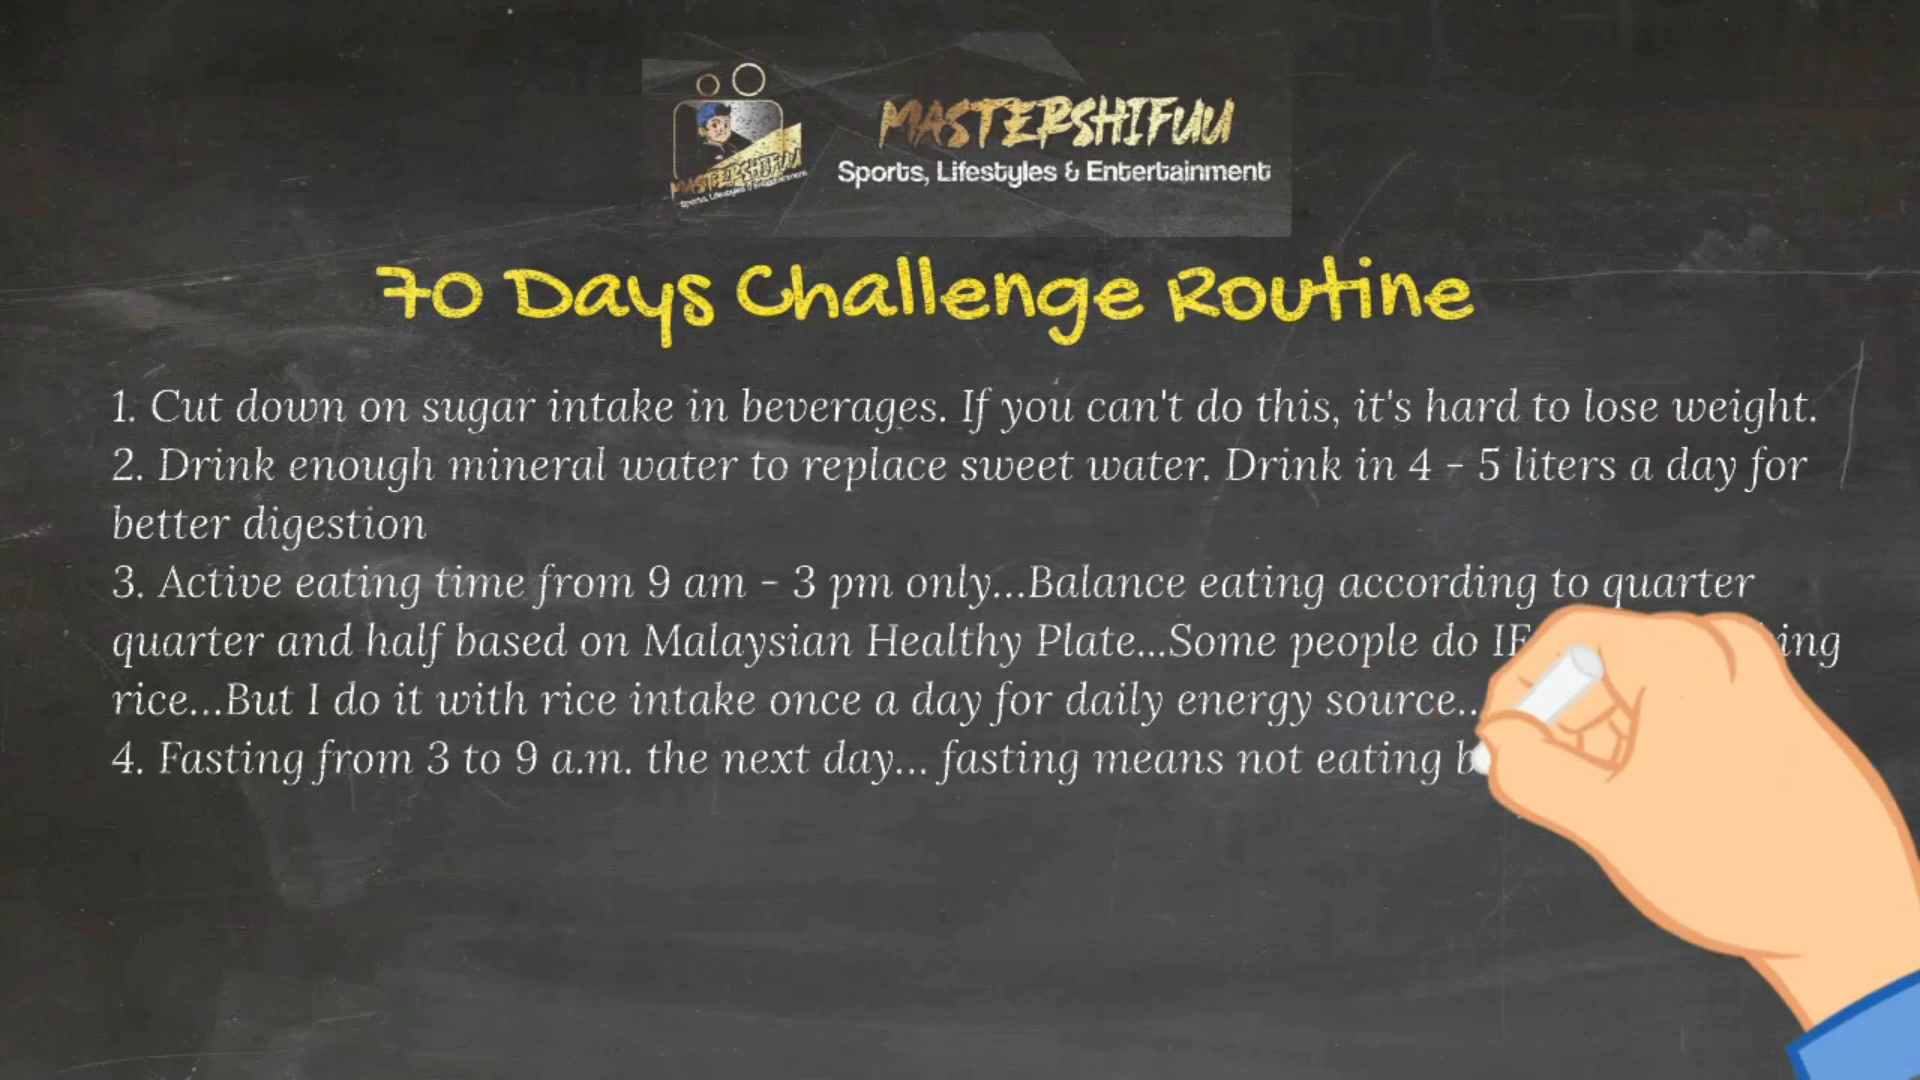 MASTERSHIFUU
Sports, Lifestyles & Entertainment
MASTERSHIFUU
Sports, Lifestyles & Entertainment
70 Days Challenge Routine
1. Cut down on sugar intake in beverages. If you can't do this, it's hard to lose weight.
2. Drink enough mineral water to replace sweet water. Drink in 4 - 5 liters a day for
better digestion
3. Active eating time from 9 am - 3 pm only...Balance eating according to quarter
quarter and half based on Malaysian Healthy Plate...Some people do IF
rice...But I do it with rice intake once a day for daily energy source..
4. Fasting from 3 to 9 a.m. the next day... fasting means not eating